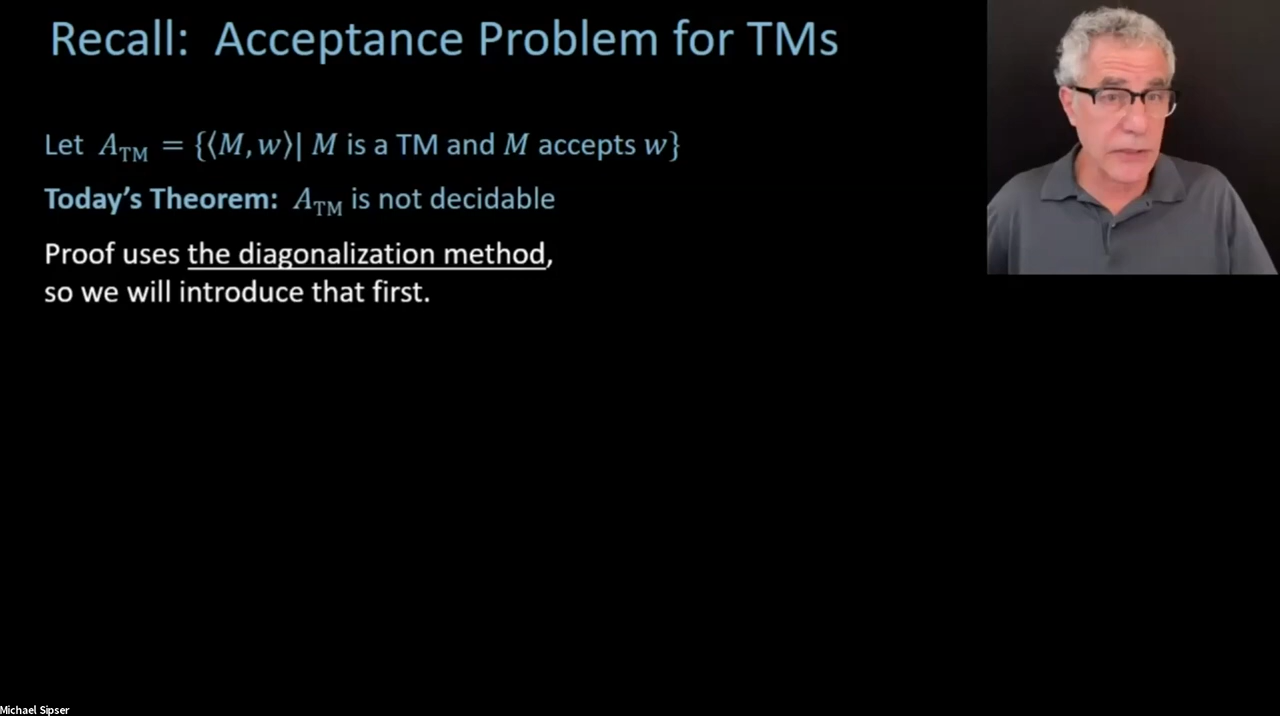 Recall: Acceptance Problem for TMs
Let A_TM = {⟨M, w⟩| M is a TM and M accepts w}
Today's Theorem: A_TM is not decidable
Proof uses the diagonalization method,
so we will introduce that first.
Michael Sipser